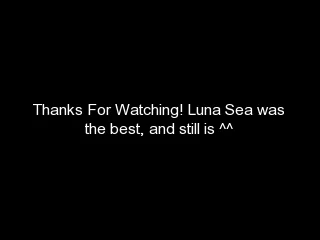 Thanks For Watching! Luna Sea was
the best, and still is ^^